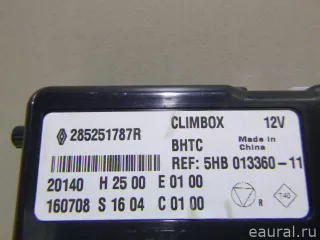 285251787R CLIMBOX 12V
BHTC Made in China
REF: 5HB 013360-11
20140 H 25 00 E 01 00
160708 S 16 04 C 01 00
R
eaural.ru